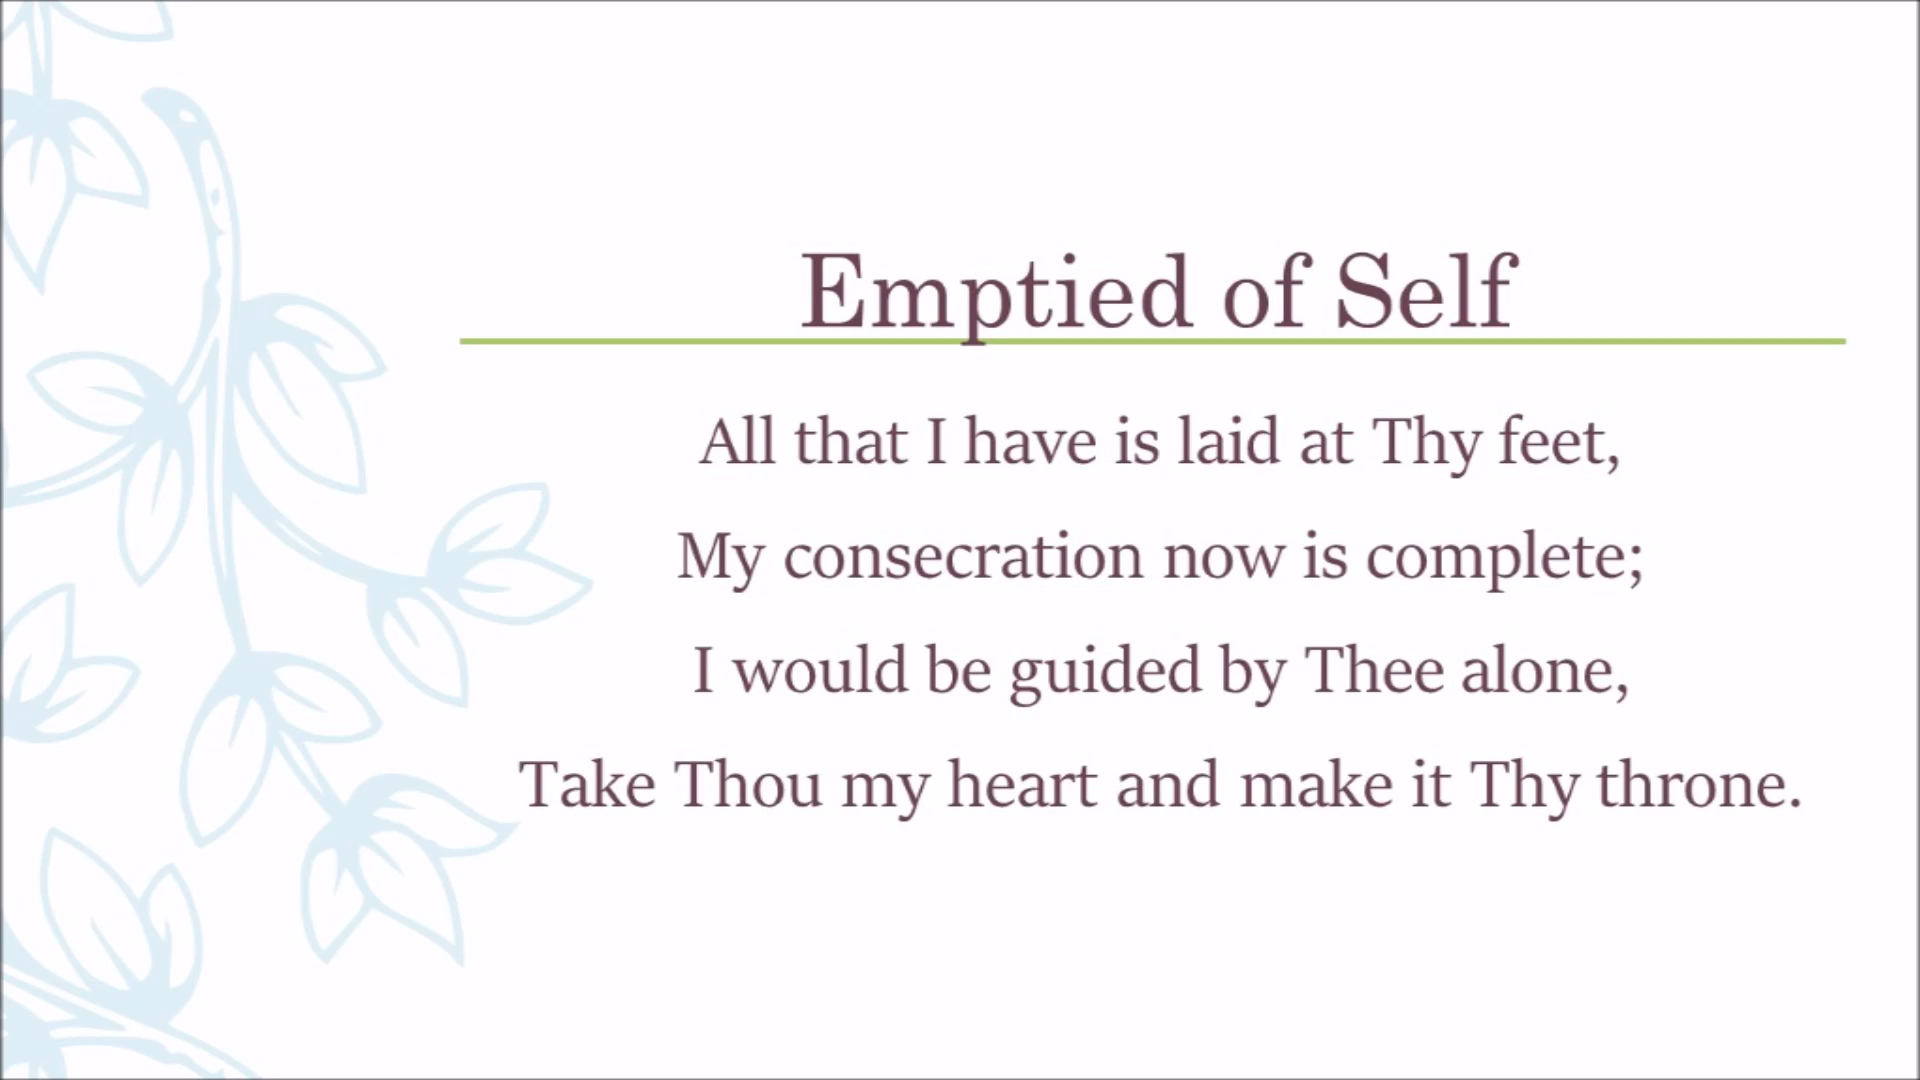 Emptied of Self
All that I have is laid at Thy feet,
My consecration now is complete;
I would be guided by Thee alone,
Take Thou my heart and make it Thy throne.